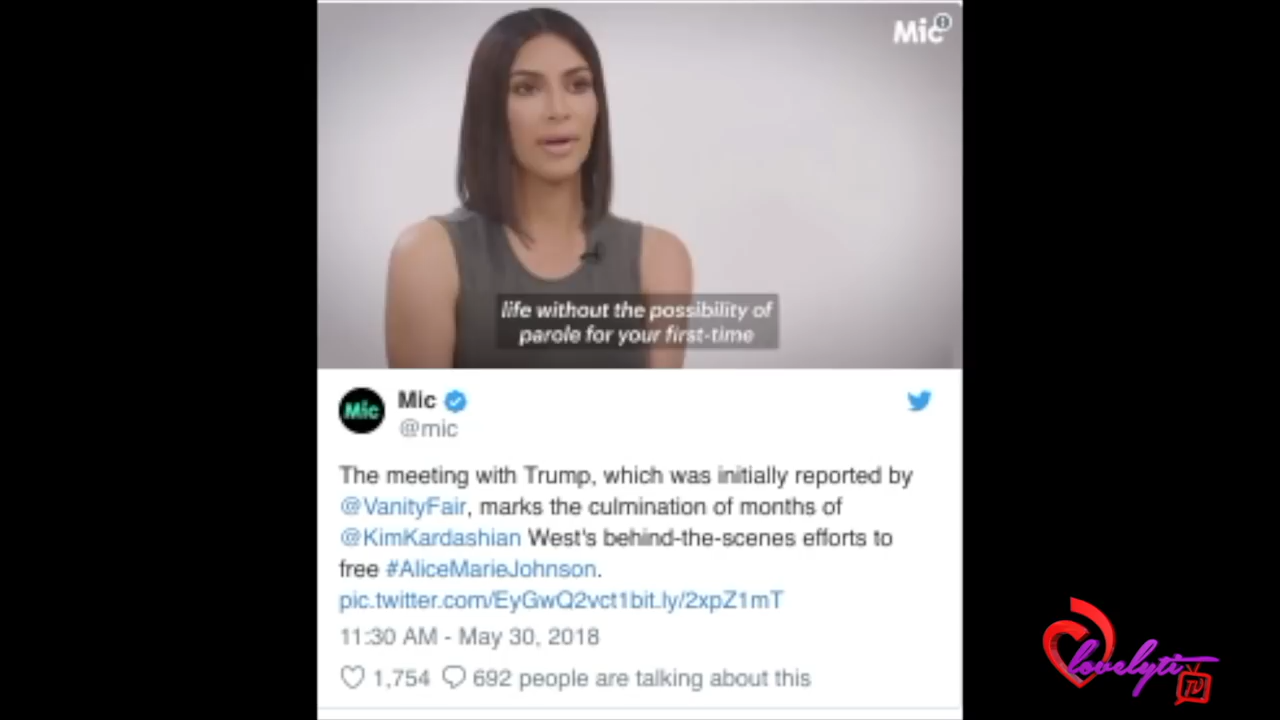 Mic
life without the possibility of
parole for your first-time
Mic
Mic
@mic
The meeting with Trump, which was initially reported by
@VanityFair, marks the culmination of months of
@KimKardashian West's behind-the-scenes efforts to
free #AliceMarieJohnson.
pic.twitter.com/EyGwQ2vct1bit.ly/2xpZ1mT
11:30 AM - May 30, 2018
1,754 692 people are talking about this
lovelyti
TV